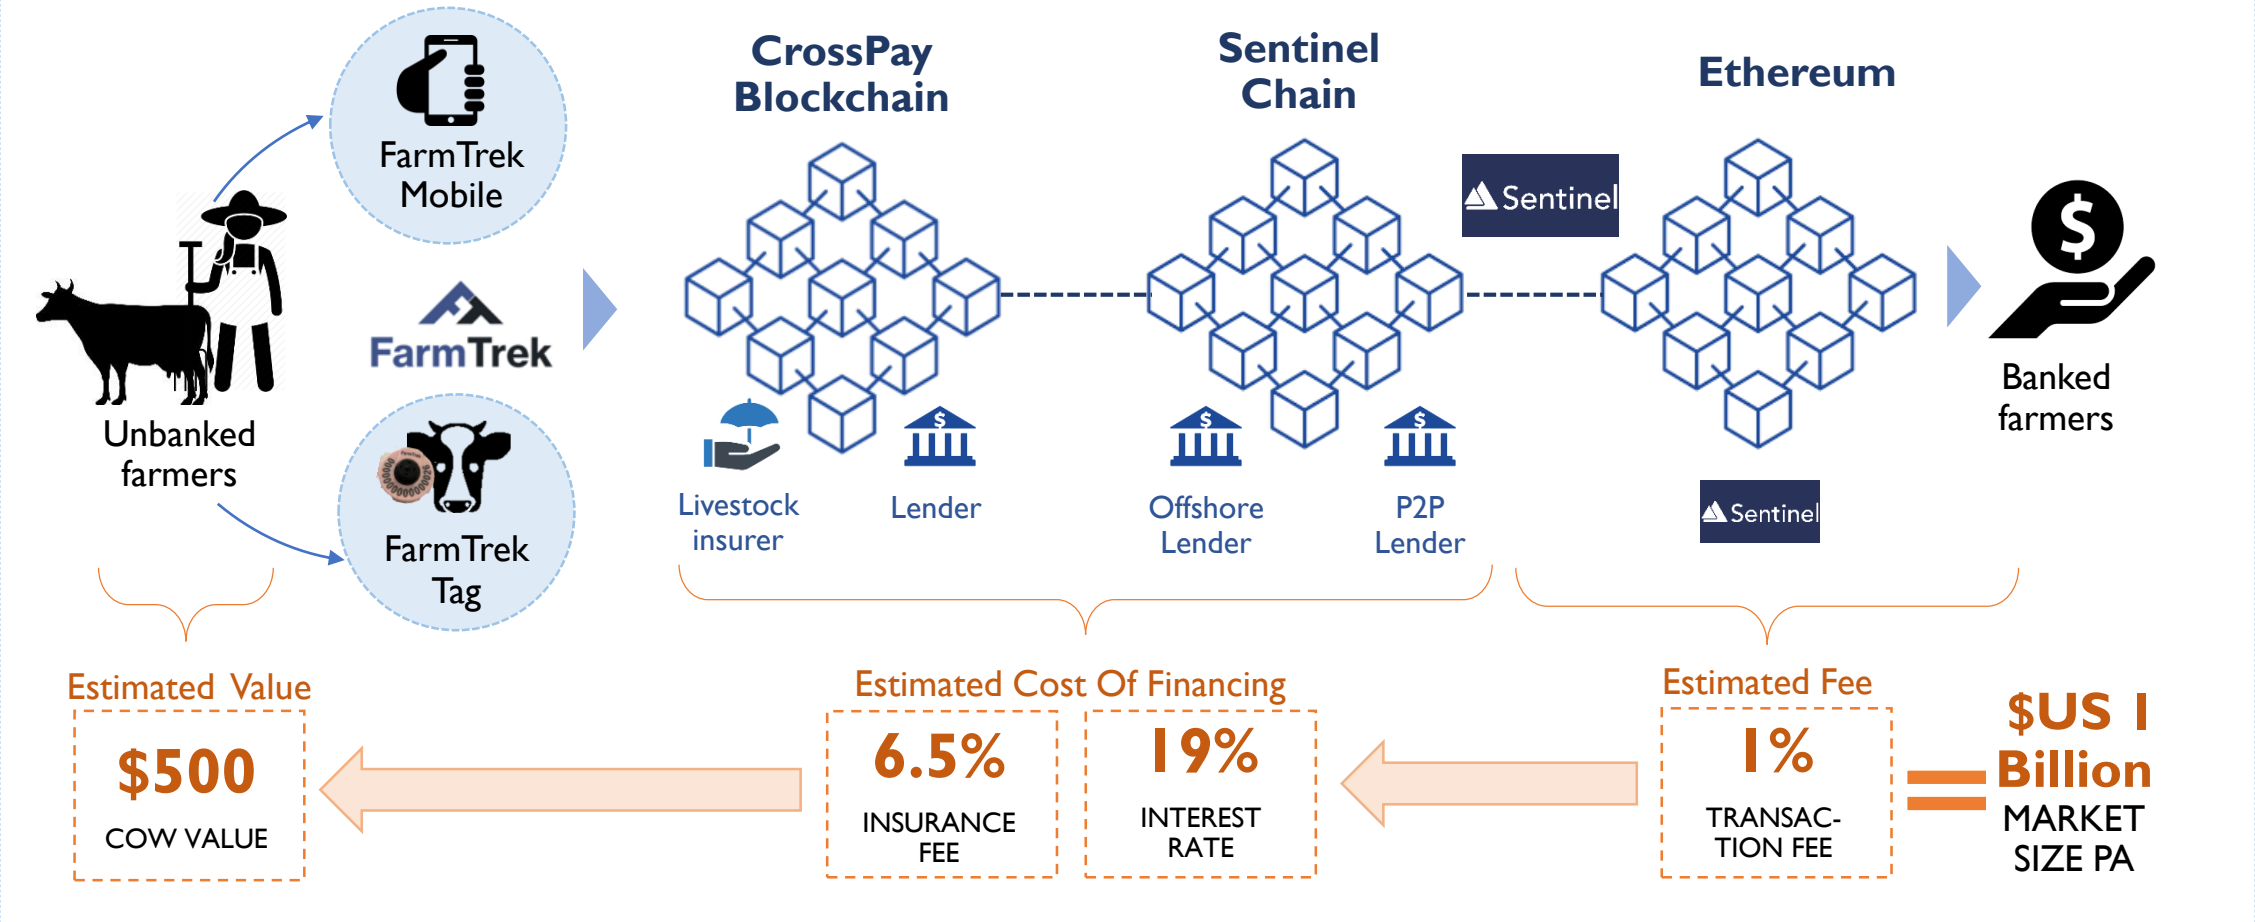 FarmTrek
Mobile
FarmTrek
Unbanked
farmers
FarmTrek
Tag
CrossPay
Blockchain
Livestock
insurer
Lender
Sentinel
Chain
Offshore
Lender
P2P
Lender
Sentinel
Ethereum
Sentinel
$
Banked
farmers
Estimated Value
$500
COW VALUE
Estimated Cost Of Financing
6.5%
INSURANCE
FEE
19%
INTEREST
RATE
Estimated Fee
1%
TRANSAC-
TION FEE
$US 1
Billion
MARKET
SIZE PA